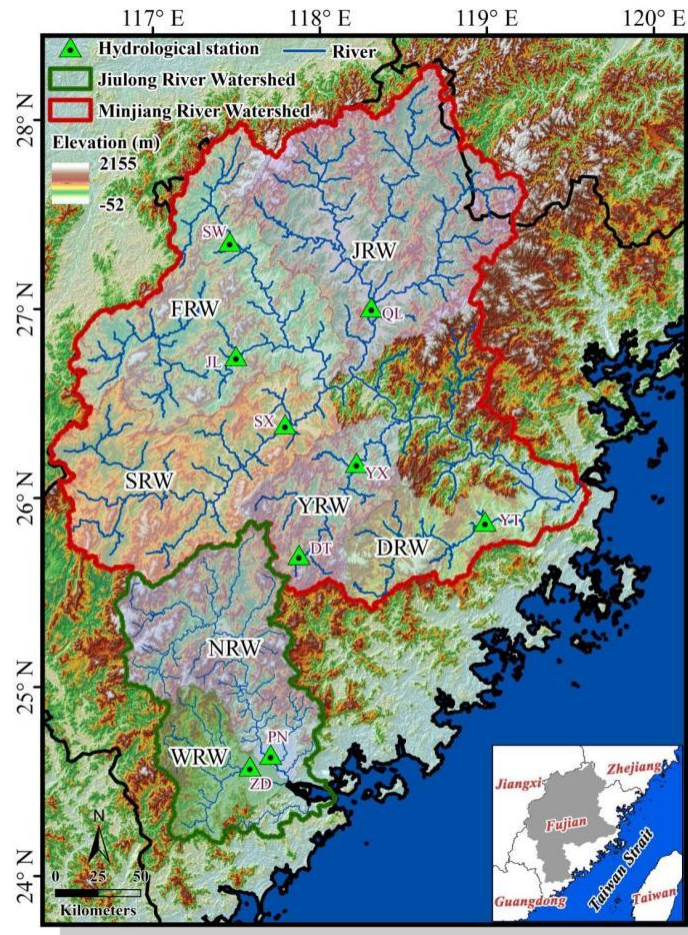 117° E 118° E 119° E 120° E
Hydrological station River
Jiulong River Watershed
Minjiang River Watershed
Elevation (m)
2155
-52
28° N
27° N
26° N
25° N
24° N
SW
JRW
FRW
QL
JL
SX
SRW
YX
YRW
YT
DT
DRW
NRW
PN
WRW
ZD
N
0 25 50
Kilometers
Jiangxi
Zhejiang
Fujian
Taiwan Strait
Guangdong
Taiwan